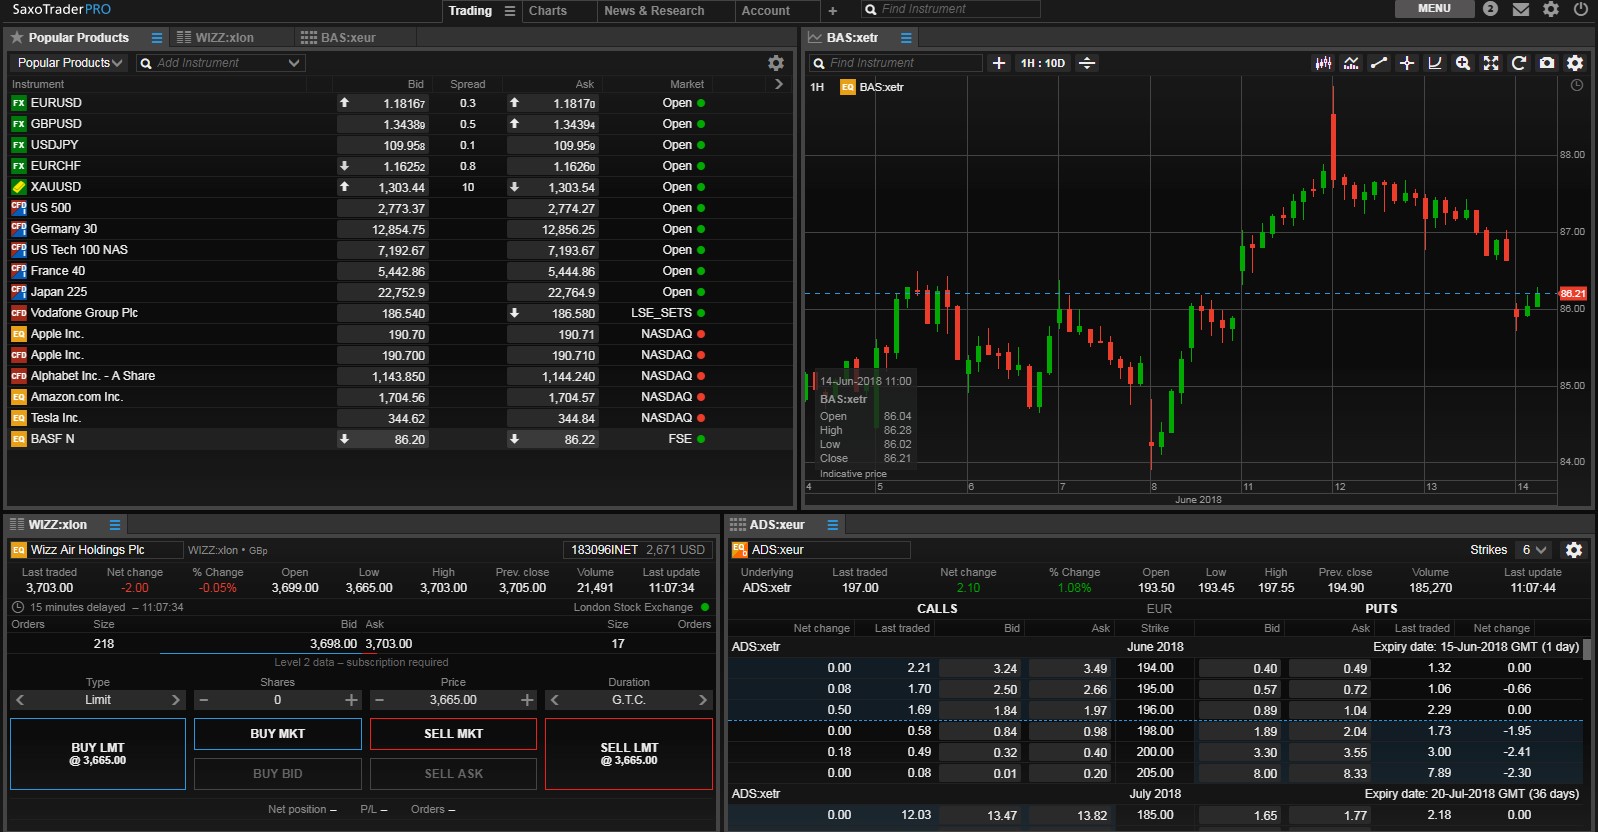 SaxoTraderPRO Trading Charts News & Research Account + Find Instrument MENU 2
Popular Products WIZZ:xlon BAS:xeur
Popular Products Add Instrument
Instrument Bid Spread Ask Market
FX EURUSD 1.18167 0.3 1.18170 Open
FX GBPUSD 1.34389 0.5 1.34394 Open
FX USDJPY 109.958 0.1 109.959 Open
FX EURCHF 1.16252 0.8 1.16260 Open
XAUUSD 1,303.44 10 1,303.54 Open
CFD I US 500 2,773.37 2,774.27 Open
CFD I Germany 30 12,854.75 12,856.25 Open
CFD I US Tech 100 NAS 7,192.67 7,193.67 Open
CFD I France 40 5,442.86 5,444.86 Open
CFD I Japan 225 22,752.9 22,764.9 Open
CFD Vodafone Group Plc 186.540 186.580 LSE_SETS
EQ Apple Inc. 190.70 190.71 NASDAQ
CFD Apple Inc. 190.700 190.710 NASDAQ
CFD Alphabet Inc. - A Share 1,143.850 1,144.240 NASDAQ
EQ Amazon.com Inc. 1,704.56 1,704.57 NASDAQ
EQ Tesla Inc. 344.62 344.84 NASDAQ
EQ BASF N 86.20 86.22 FSE
BAS:xetr
Find Instrument + 1H : 10D
1H EQ BAS:xetr
88.00
87.00
86.21
86.00
85.00
84.00
14-Jun-2018 11:00
BAS:xetr
Open 86.04
High 86.28
Low 86.02
Close 86.21
Indicative price
4 5 6 7 8 11 12 13 14
June 2018
WIZZ:xlon
EQ Wizz Air Holdings Plc WIZZ:xlon • GBp 183096INET 2,671 USD
Last traded Net change % Change Open Low High Prev. close Volume Last update
3,703.00 -2.00 -0.05% 3,699.00 3,665.00 3,703.00 3,705.00 21,491 11:07:34
15 minutes delayed – 11:07:34 London Stock Exchange
Orders Size Bid Ask Size Orders
218 3,698.00 3,703.00 17
Level 2 data – subscription required
Type Shares Price Duration
< Limit > – 0 + – 3,665.00 + < G.T.C. >
BUY LMT
@ 3,665.00
BUY MKT SELL MKT
BUY BID SELL ASK
SELL LMT
@ 3,665.00
Net position – P/L – Orders –
ADS:xeur
EQ ADS:xeur Strikes 6
Underlying Last traded Net change % Change Open Low High Prev. close Volume Last update
ADS:xetr 197.00 2.10 1.08% 193.50 193.45 197.55 194.90 185,270 11:07:44
CALLS EUR PUTS
Net change Last traded Bid Ask Strike Bid Ask Last traded Net change
ADS:xetr June 2018 Expiry date: 15-Jun-2018 GMT (1 day)
0.00 2.21 3.24 3.49 194.00 0.40 0.49 1.32 0.00
0.08 1.70 2.50 2.66 195.00 0.57 0.72 1.06 -0.66
0.50 1.69 1.84 1.97 196.00 0.89 1.04 2.29 0.00
0.00 0.58 0.84 0.98 198.00 1.89 2.04 1.73 -1.95
0.18 0.49 0.32 0.40 200.00 3.30 3.55 3.00 -2.41
0.00 0.08 0.01 0.20 205.00 8.00 8.33 7.89 -2.30
ADS:xetr July 2018 Expiry date: 20-Jul-2018 GMT (36 days)
0.00 12.03 13.47 13.82 185.00 1.65 1.77 2.18 0.00